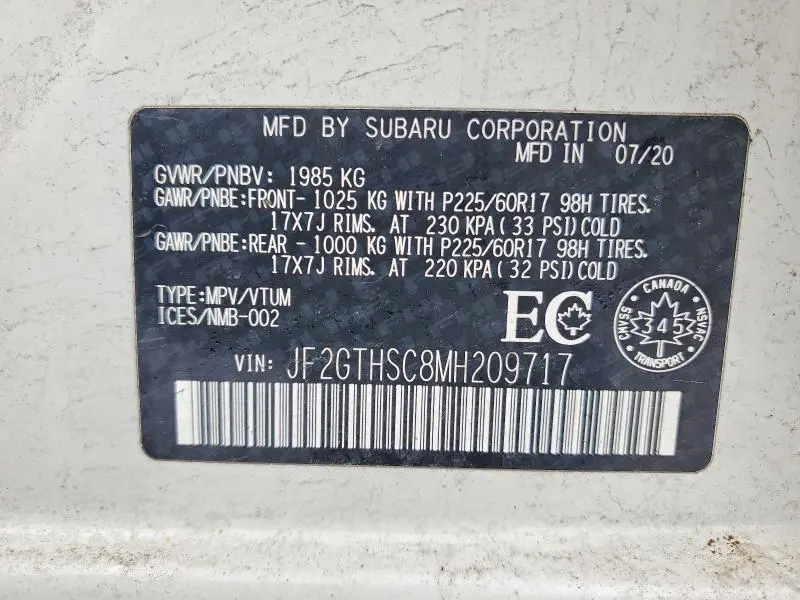 MFD BY SUBARU CORPORATION
MFD IN 07/20
GVWR/PNBV: 1985 KG
GAWR/PNBE:FRONT- 1025 KG WITH P225/60R17 98H TIRES.
17X7J RIMS. AT 230 KPA (33 PSI)COLD
GAWR/PNBE:REAR - 1000 KG WITH P225/60R17 98H TIRES.
17X7J RIMS. AT 220 KPA (32 PSI)COLD
TYPE:MPV/VTUM
ICES/NMB-002
EC
CANADA
CMVSS
NSVAC
345
TRANSPORT
VIN: JF2GTHSC8MH209717